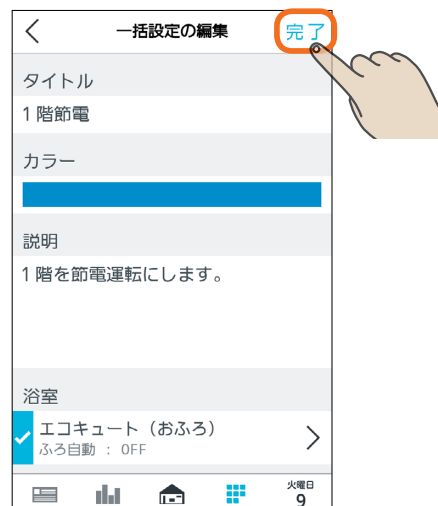 一括設定の編集
完了
タイトル
1階節電
カラー
説明
1階を節電運転にします。
浴室
エコキュート（おふろ）
ふろ自動 : OFF
火曜日
9